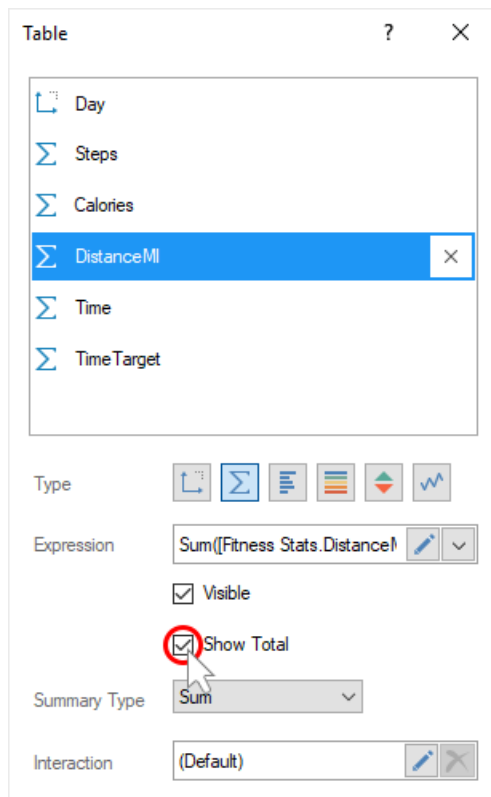 Table ?
Day
Steps
Calories
DistanceMI
Time
TimeTarget
Type
Expression Sum([Fitness Stats.DistanceM
Visible
Show Total
Summary Type Sum
Interaction (Default)